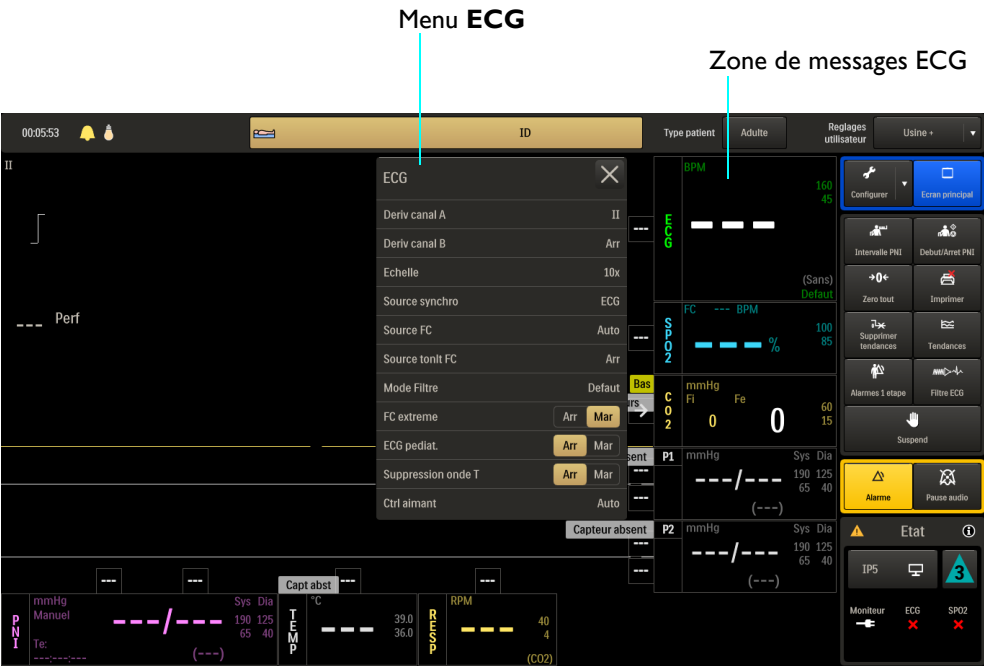 Menu ECG
Zone de messages ECG
00:05:53
ID
Type patient
Adulte
Reglages utilisateur
Usine +
II
ECG
Deriv canal A II
Deriv canal B Arr
Echelle 10x
Source synchro ECG
Source FC Auto
Source tonlt FC Arr
Mode Filtre Defaut
FC extreme Arr Mar
ECG pediat. Arr Mar
Suppression onde T Arr Mar
Ctrl aimant Auto
--- Perf
---
---
Bas
urs
sent
---
---
Capteur absent
---
---
ECG
BPM
160
45
--- 
(Sans)
Defaut
SPO2
FC --- BPM
100
85
--- %
CO2
mmHg
Fi Fe
0 0
60
15
P1 mmHg Sys Dia
---/--- 190 125
65 40
(---)
P2 mmHg Sys Dia
---/--- 190 125
65 40
(---)
Configurer
Ecran principal
Intervalle PNI
Debut/Arret PNI
→0←
Zero tout
Imprimer
Supprimer tendances
Tendances
Alarmes 1 etape
Filtre ECG
Suspend
Alarme
Pause audio
Etat
IP5
3
Moniteur ECG SPO2
---
---
Capt abst
---
---
PNI
mmHg Sys Dia
Manuel
---/--- 190 125
65 40
Te:
---:---:---
(---)
TEMP
°C
---
39.0
36.0
RESP
RPM
---
40
4
(CO2)